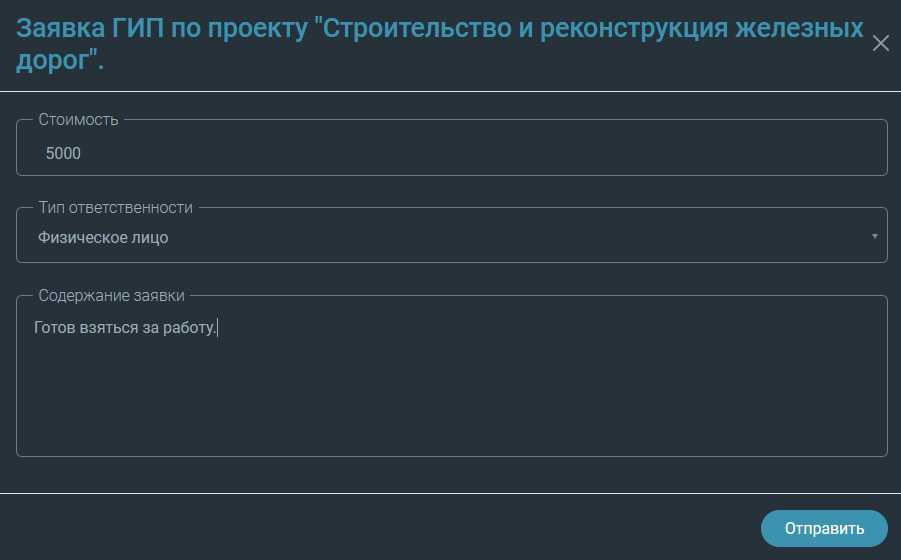 Заявка ГИП по проекту "Строительство и реконструкция железных
дорог".
Стоимость
5000
Тип ответственности
Физическое лицо
Содержание заявки
Готов взяться за работу.
Отправить